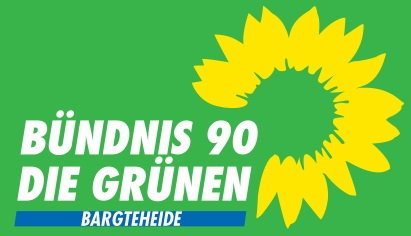 BÜNDNIS 90
DIE GRÜNEN
BARGTEHEIDE